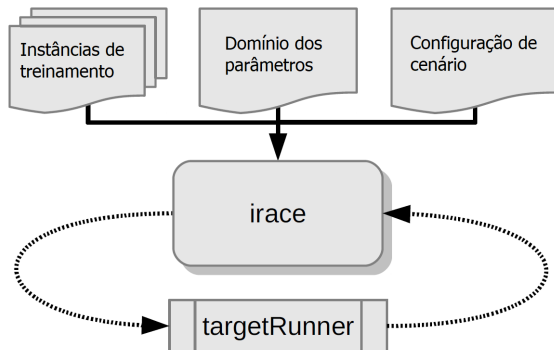 Instâncias de
treinamento
Domínio dos
parâmetros
Configuração de
cenário
irace
targetRunner